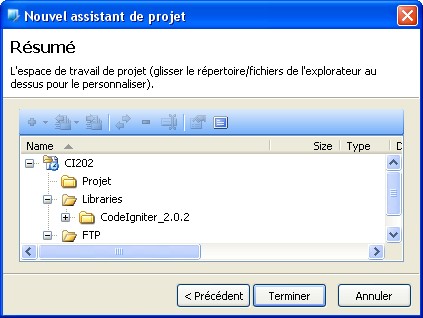 Nouvel assistant de projet
Résumé
L'espace de travail de projet (glisser le répertoire/fichiers de l'explorateur au
dessus pour le personnaliser).
Name Size Type D
CI202
Projet
Libraries
CodeIgniter_2.0.2
FTP
< Précédent Terminer Annuler